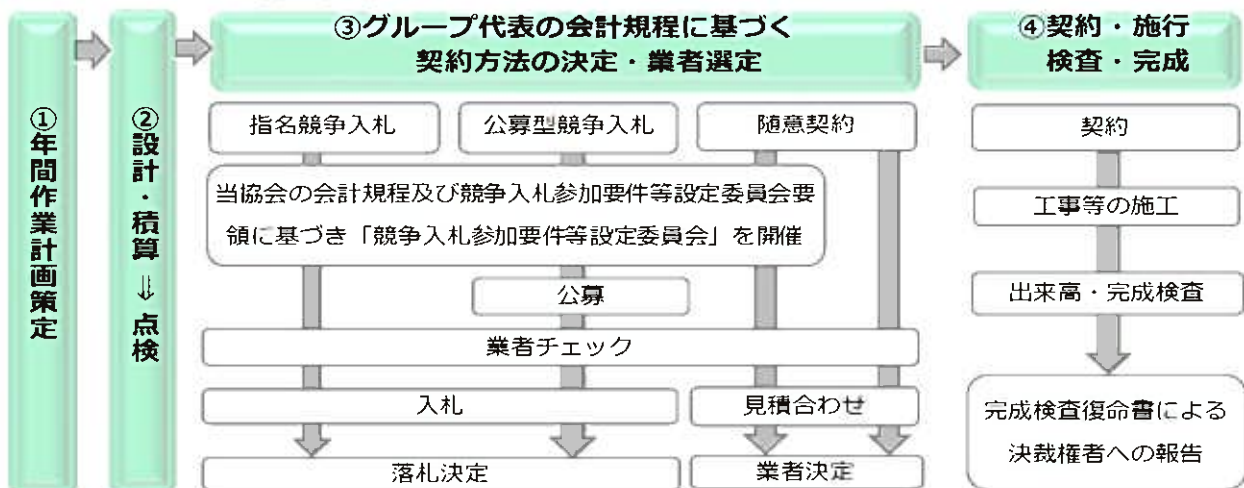 ①年間作業計画策定
②設計・積算⇓点検
③グループ代表の会計規程に基づく
契約方法の決定・業者選定
指名競争入札
公募型競争入札
随意契約
当協会の会計規程及び競争入札参加要件等設定委員会要
領に基づき「競争入札参加要件等設定委員会」を開催
公募
業者チェック
入札
見積合わせ
落札決定
業者決定
④契約・施行
検査・完成
契約
工事等の施工
出来高・完成検査
完成検査復命書による
決裁権者への報告